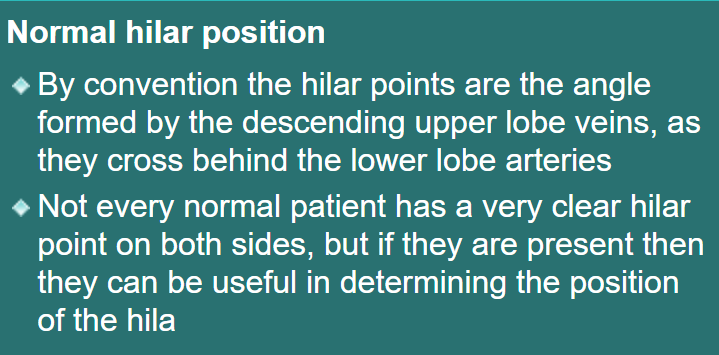 Normal hilar position
By convention the hilar points are the angle
formed by the descending upper lobe veins, as
they cross behind the lower lobe arteries
Not every normal patient has a very clear hilar
point on both sides, but if they are present then
they can be useful in determining the position
of the hila